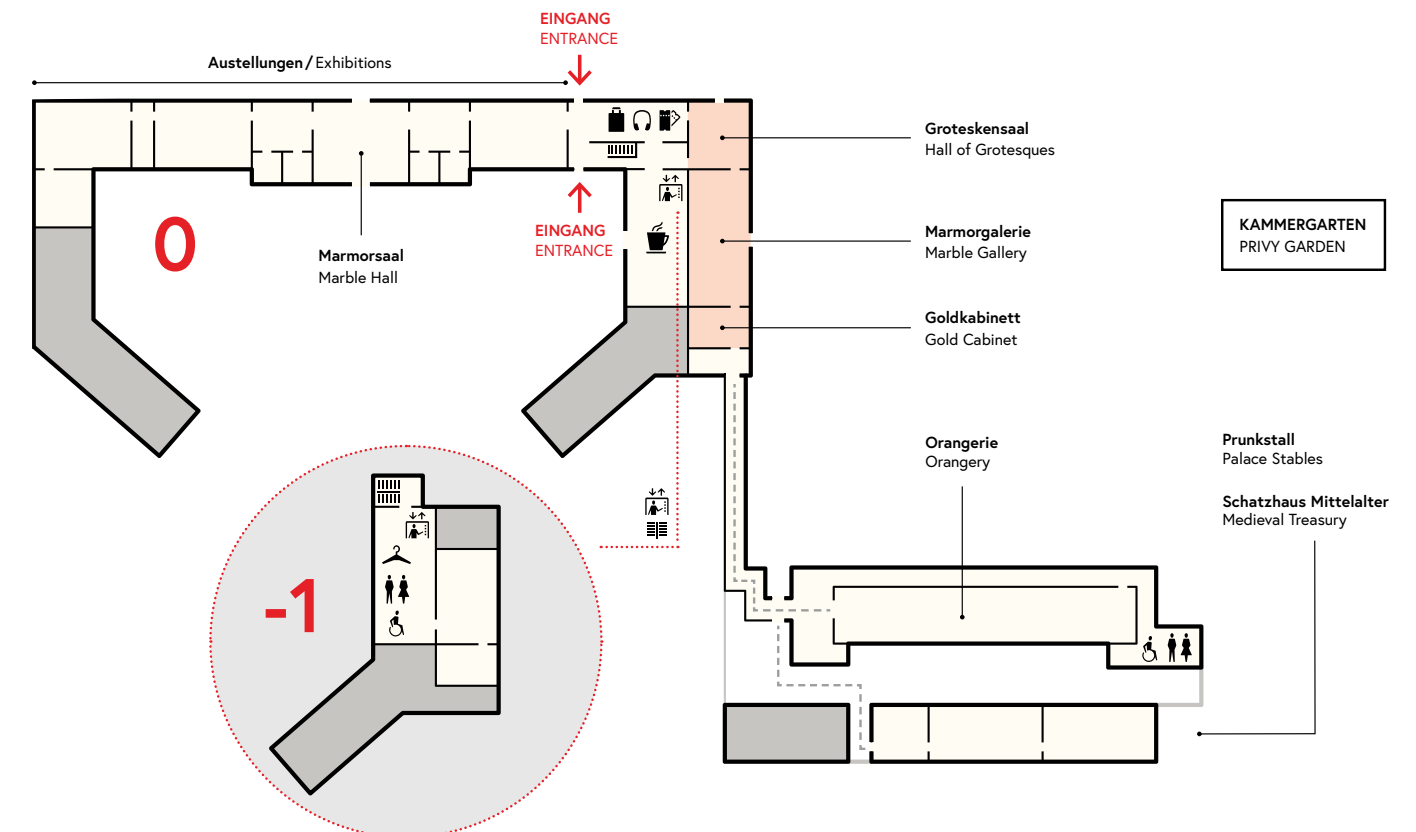 EINGANG
ENTRANCE
Austellungen / Exhibitions
Groteskensaal
Hall of Grotesques
0
EINGANG
ENTRANCE
Marmorsaal
Marble Hall
Marmorgalerie
Marble Gallery
KAMMERGARTEN
PRIVY GARDEN
Goldkabinett
Gold Cabinet
Orangerie
Orangery
Prunkstall
Palace Stables
Schatzhaus Mittelalter
Medieval Treasury
-1